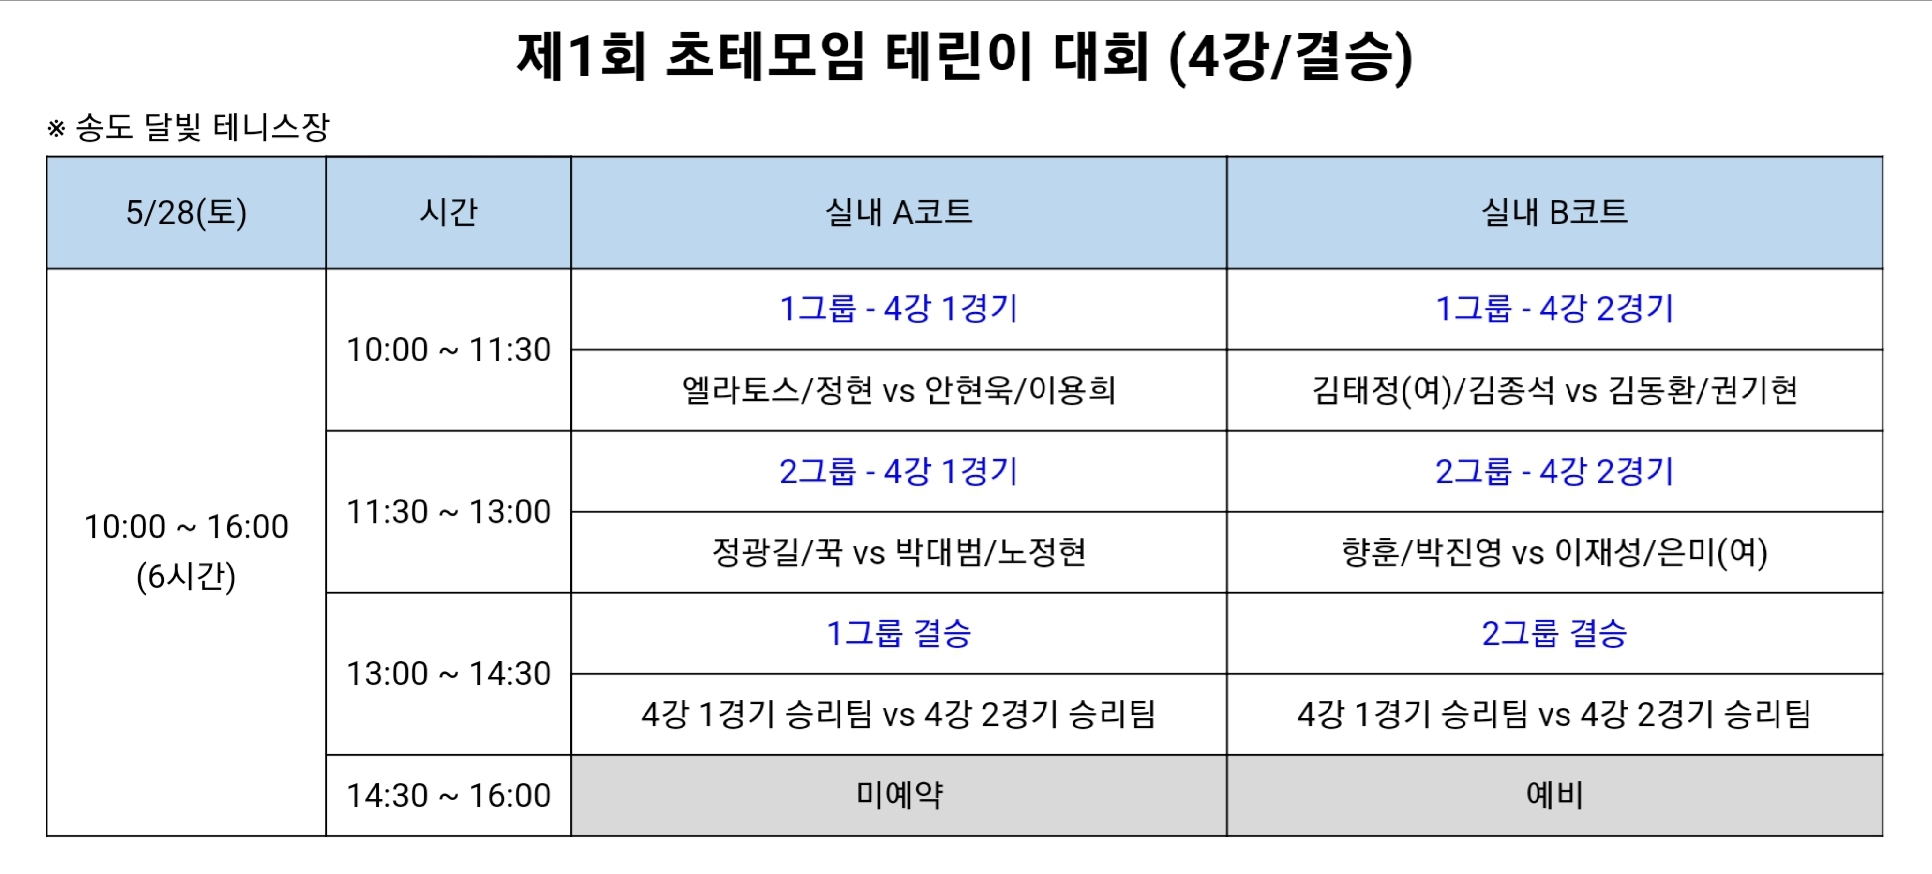 제1회 초테모임 테린이 대회 (4강/결승)
※ 송도 달빛 테니스장
5/28(토) 시간 실내 A코트 실내 B코트
10:00 ~ 16:00
(6시간)
10:00 ~ 11:30
1그룹 - 4강 1경기 1그룹 - 4강 2경기
엘라토스/정현 vs 안현욱/이용희 김태정(여)/김종석 vs 김동환/권기현
11:30 ~ 13:00
2그룹 - 4강 1경기 2그룹 - 4강 2경기
정광길/꾹 vs 박대범/노정현 향훈/박진영 vs 이재성/은미(여)
13:00 ~ 14:30
1그룹 결승 2그룹 결승
4강 1경기 승리팀 vs 4강 2경기 승리팀 4강 1경기 승리팀 vs 4강 2경기 승리팀
14:30 ~ 16:00 미예약 예비